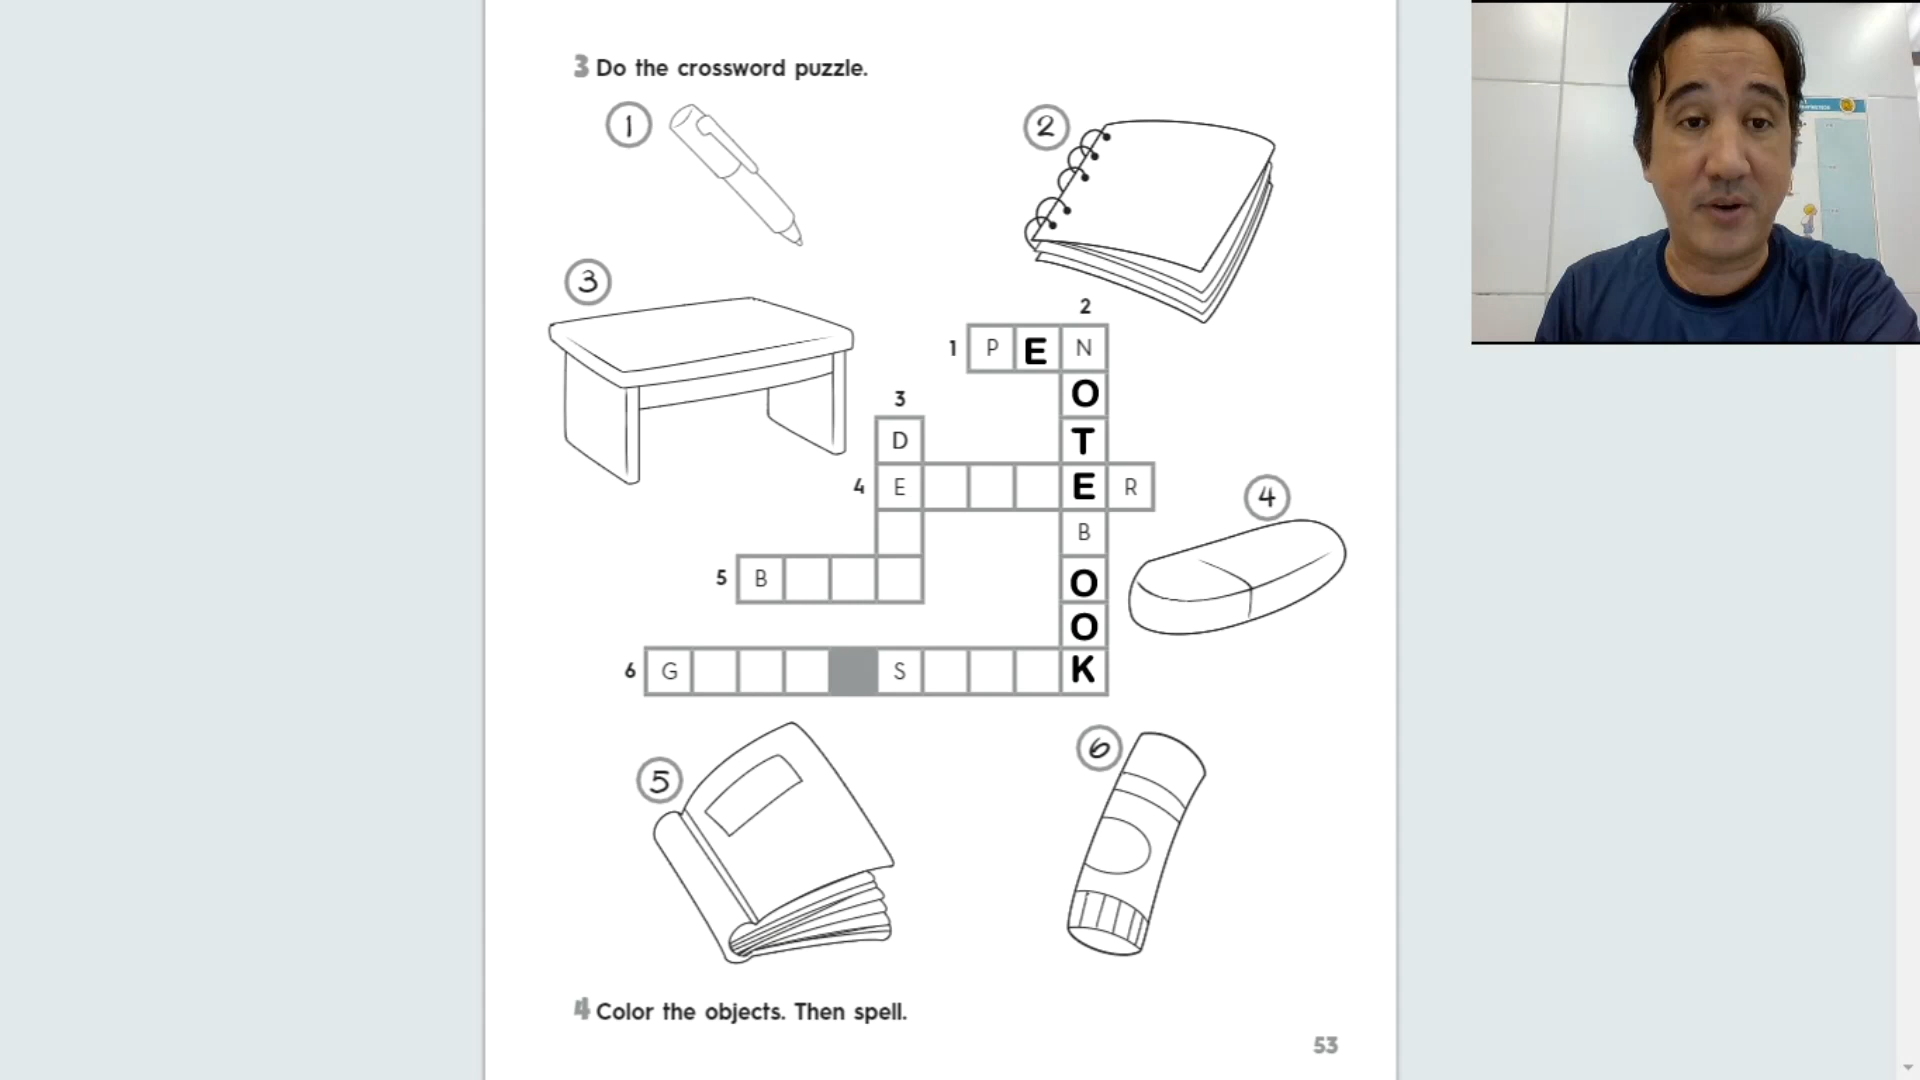 3 Do the crossword puzzle.
1
2
3
2
1 P E N
O
3
T
D
4 E E R
4
B
5 B O
O
6 G S K
5
6
4 Color the objects. Then spell.
53